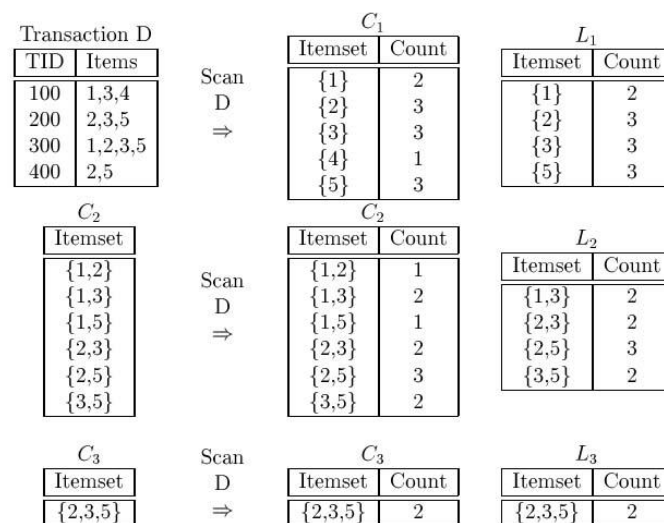 Transaction D
TID Items
100 1,3,4
200 2,3,5
300 1,2,3,5
400 2,5
Scan
D
⇒
C1
Itemset Count
{1} 2
{2} 3
{3} 3
{4} 1
{5} 3
L1
Itemset Count
{1} 2
{2} 3
{3} 3
{5} 3
C2
Itemset
{1,2}
{1,3}
{1,5}
{2,3}
{2,5}
{3,5}
Scan
D
⇒
C2
Itemset Count
{1,2} 1
{1,3} 2
{1,5} 1
{2,3} 2
{2,5} 3
{3,5} 2
L2
Itemset Count
{1,3} 2
{2,3} 2
{2,5} 3
{3,5} 2
C3
Itemset
{2,3,5}
Scan
D
⇒
C3
Itemset Count
{2,3,5} 2
L3
Itemset Count
{2,3,5} 2